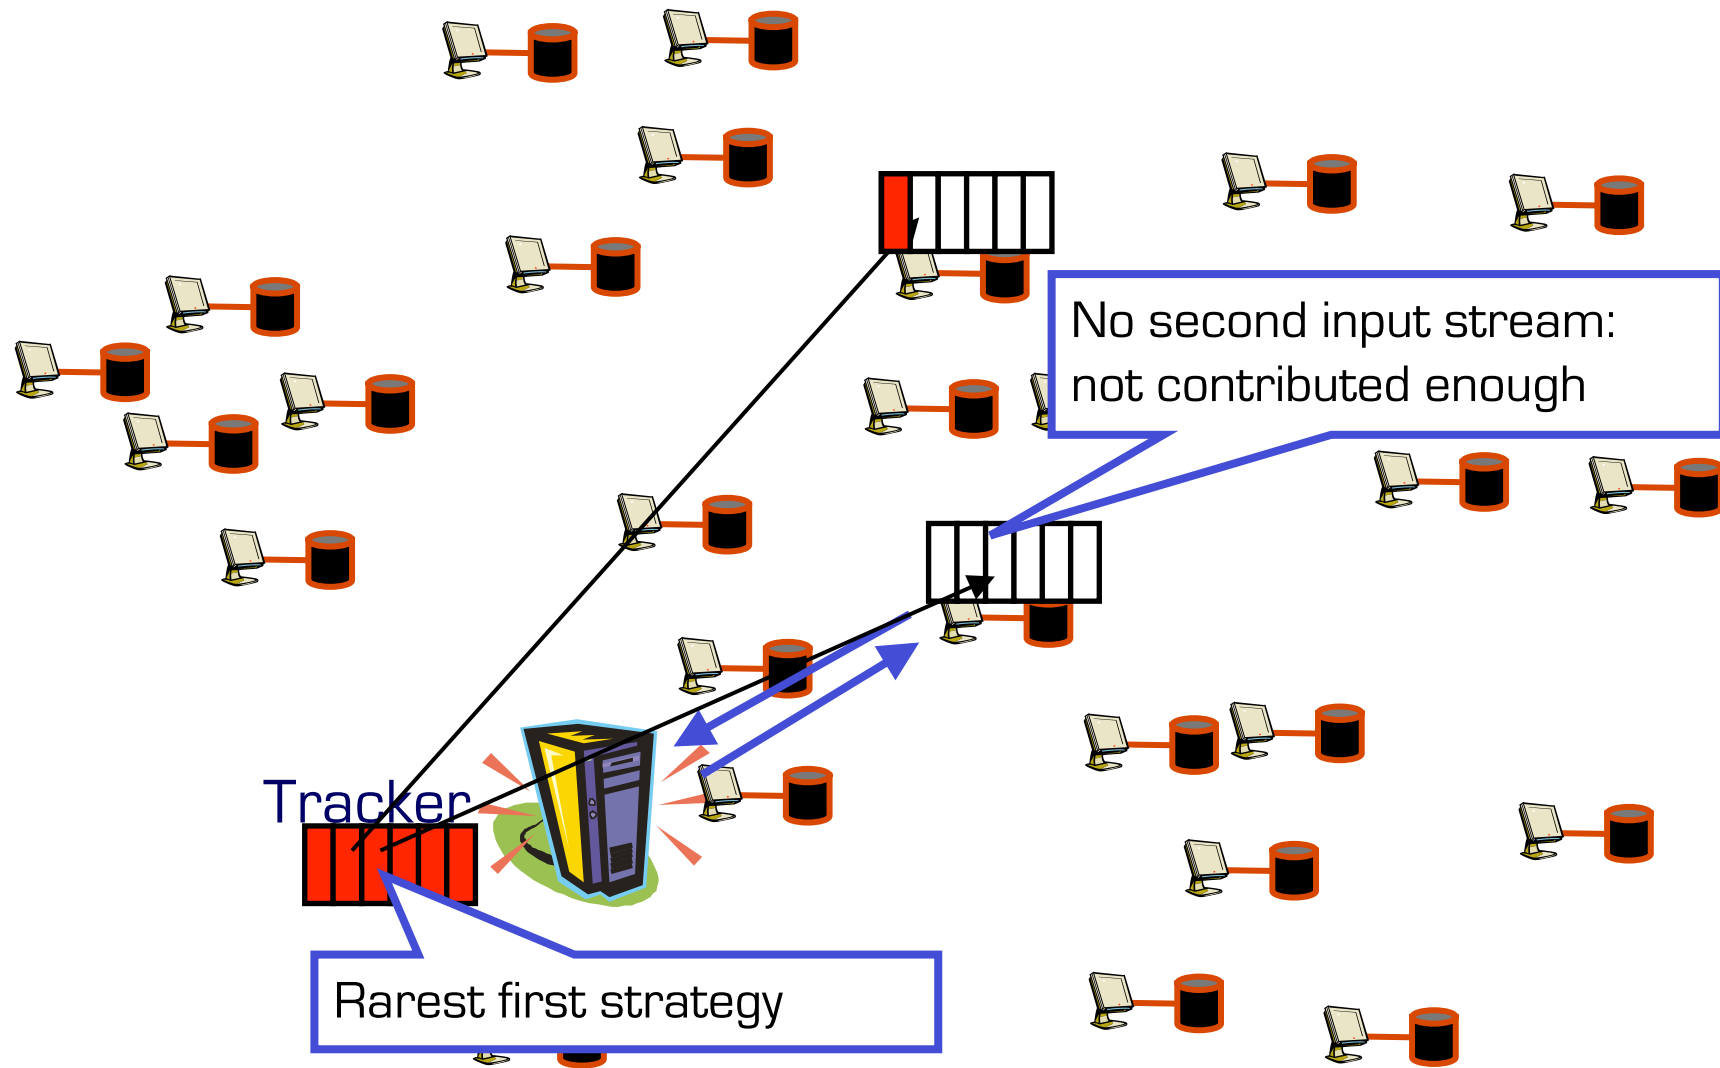 No second input stream:
not contributed enough
Tracker
Rarest first strategy